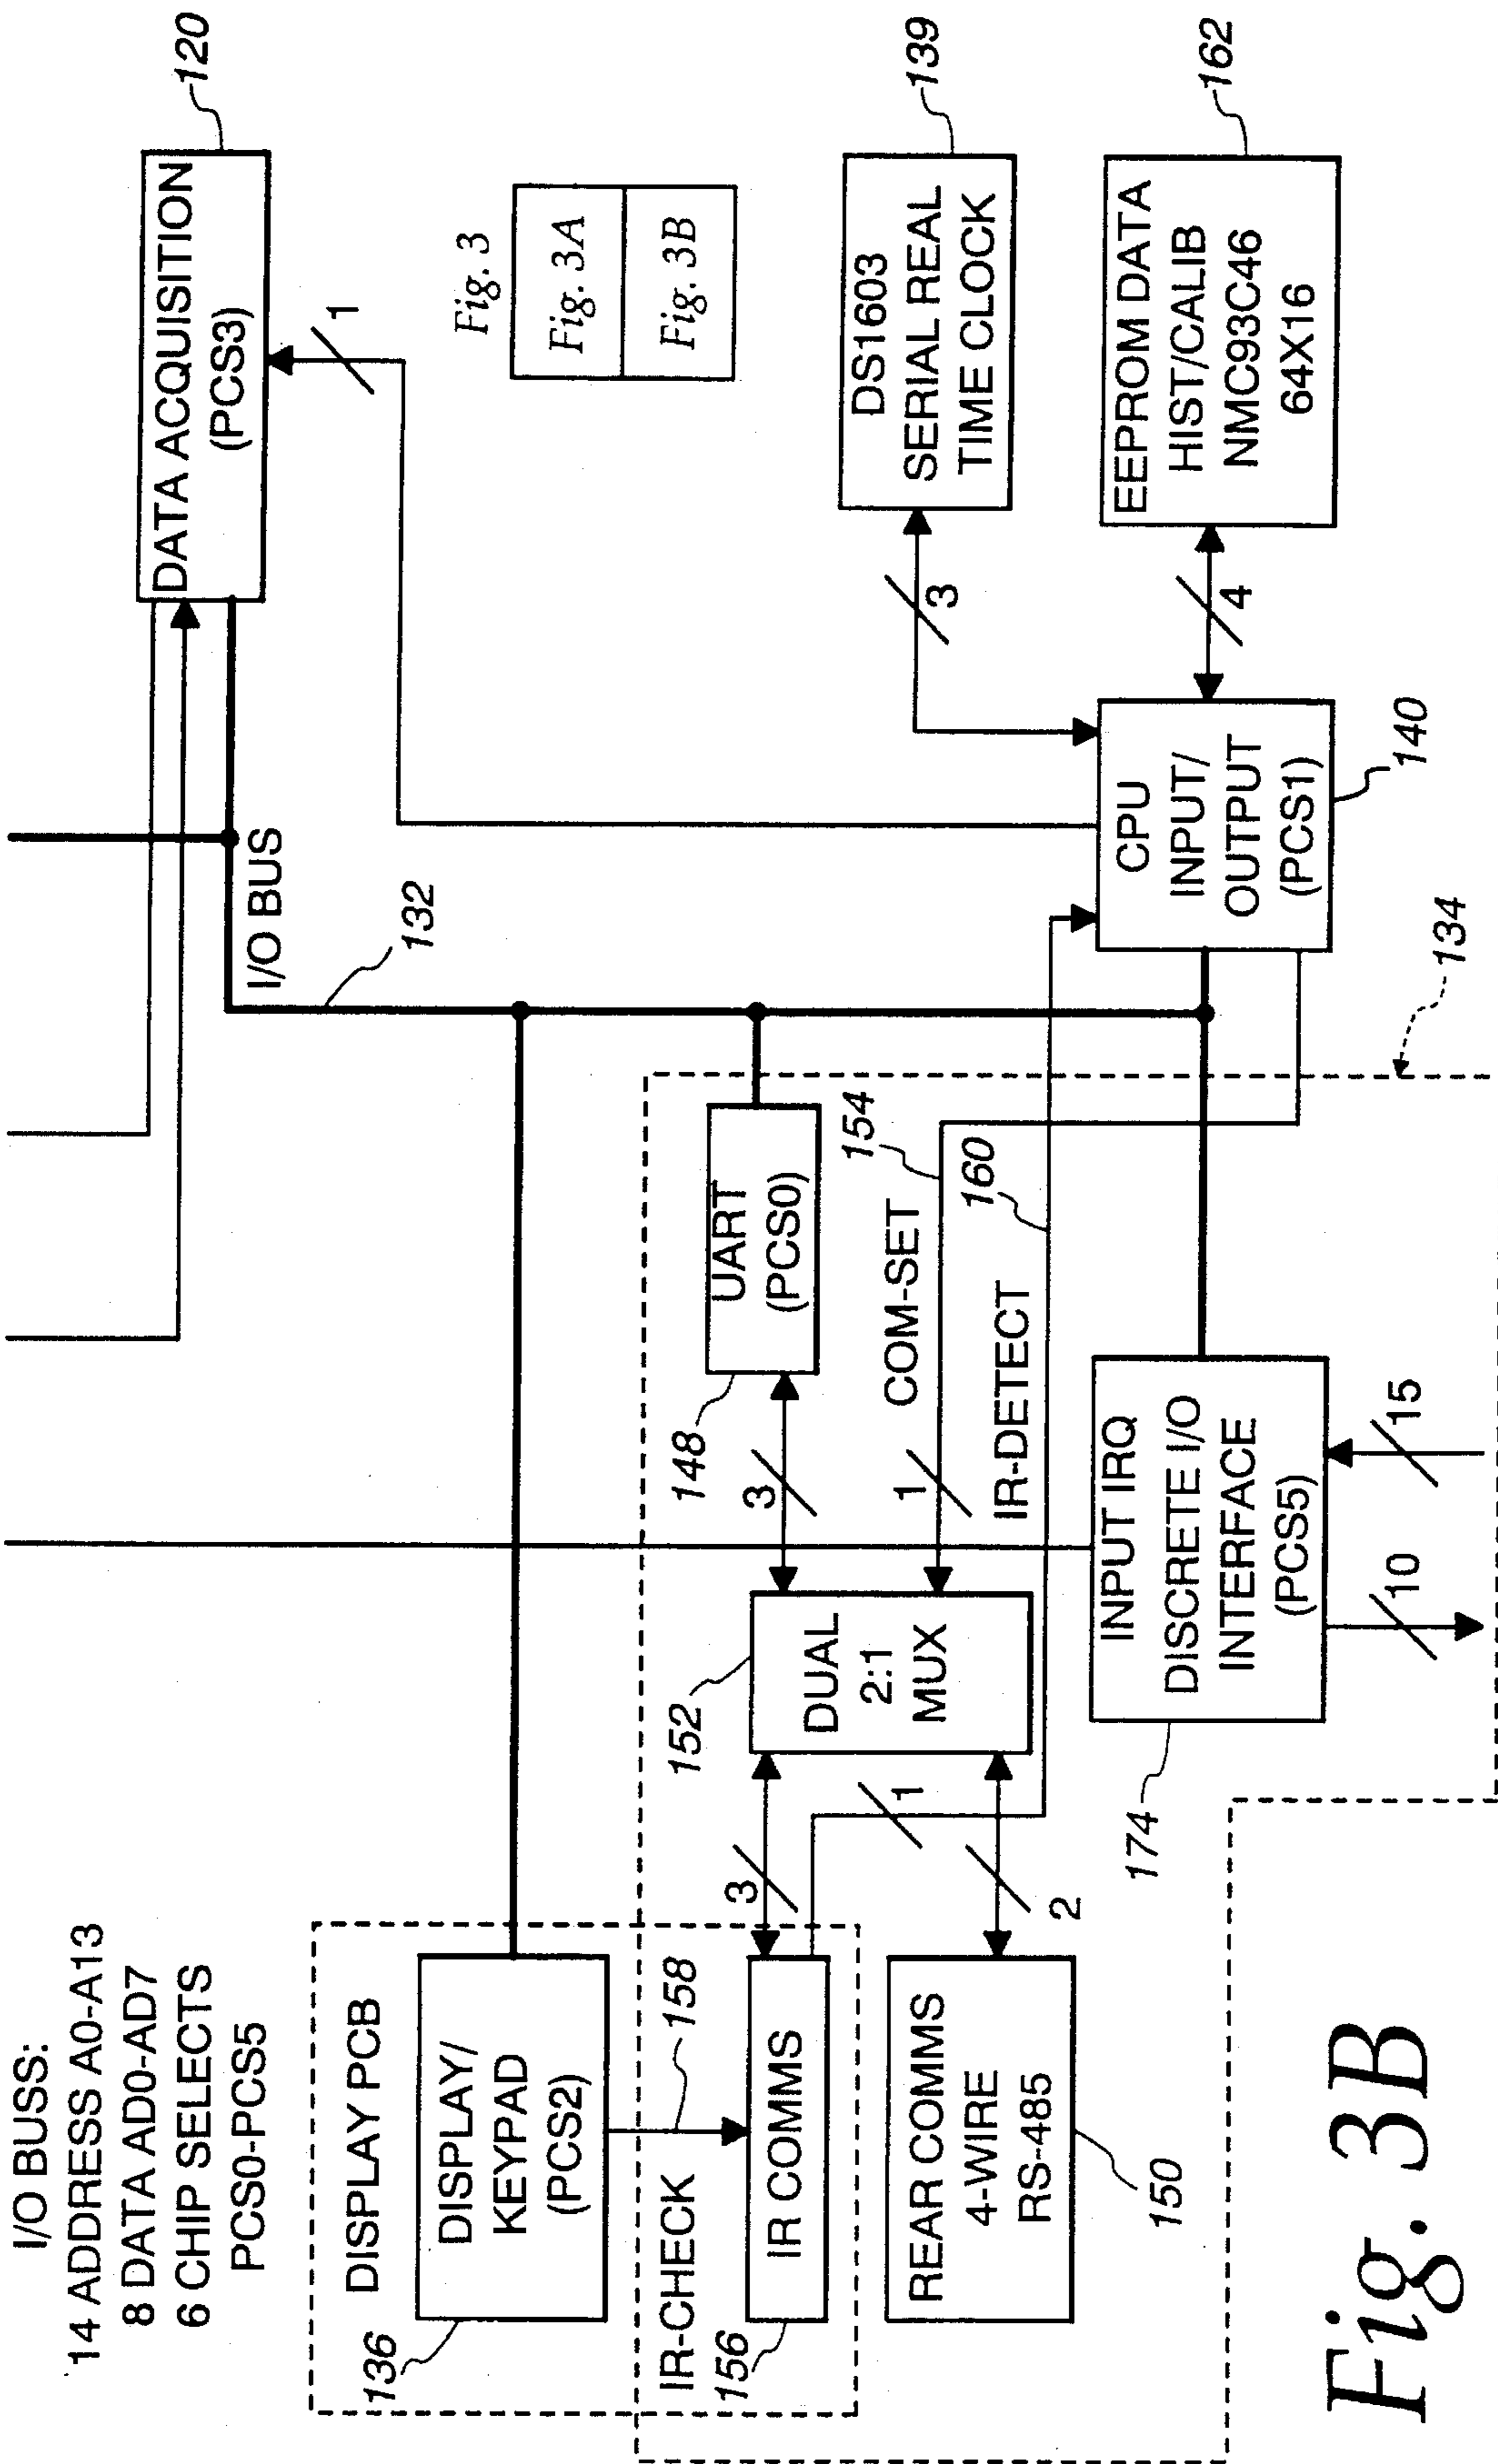 I/O BUSS:
14 ADDRESS A0-A13
8 DATA AD0-AD7
6 CHIP SELECTS
PCS0-PCS5
DISPLAY PCB
136
DISPLAY/
KEYPAD
(PCS2)
IR-CHECK
158
156
IR COMMS
REAR COMMS
4-WIRE
RS-485
150
3
1
2
152
DUAL
2:1
MUX
148
3
UART
(PCS0)
1
COM-SET
154
IR-DETECT
160
174
INPUT IRQ
DISCRETE I/O
INTERFACE
(PCS5)
10
15
134
I/O BUS
132
DATA ACQUISITION
(PCS3)
120
1
Fig. 3
Fig. 3A
Fig. 3B
DS1603
SERIAL REAL
TIME CLOCK
139
3
EEPROM DATA
HIST/CALIB
NMC93C46
64X16
162
4
CPU
INPUT/
OUTPUT
(PCS1)
140
Fig. 3B